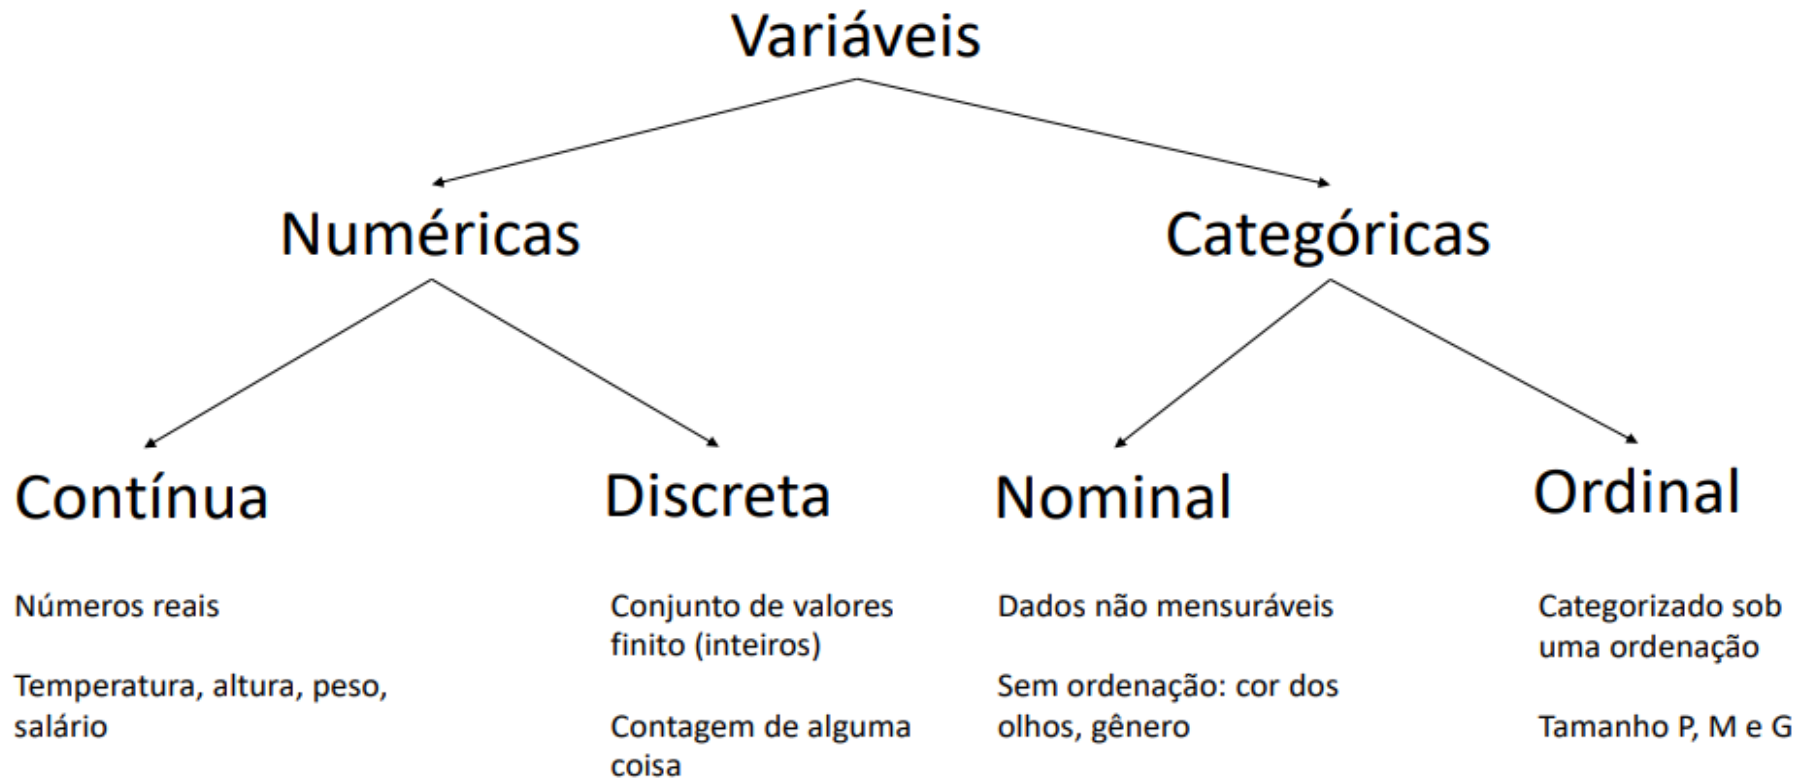 Variáveis
Numéricas
Categóricas
Contínua
Números reais
Temperatura, altura, peso,
salário
Discreta
Conjunto de valores
finito (inteiros)
Contagem de alguma
coisa
Nominal
Dados não mensuráveis
Sem ordenação: cor dos
olhos, gênero
Ordinal
Categorizado sob
uma ordenação
Tamanho P, M e G